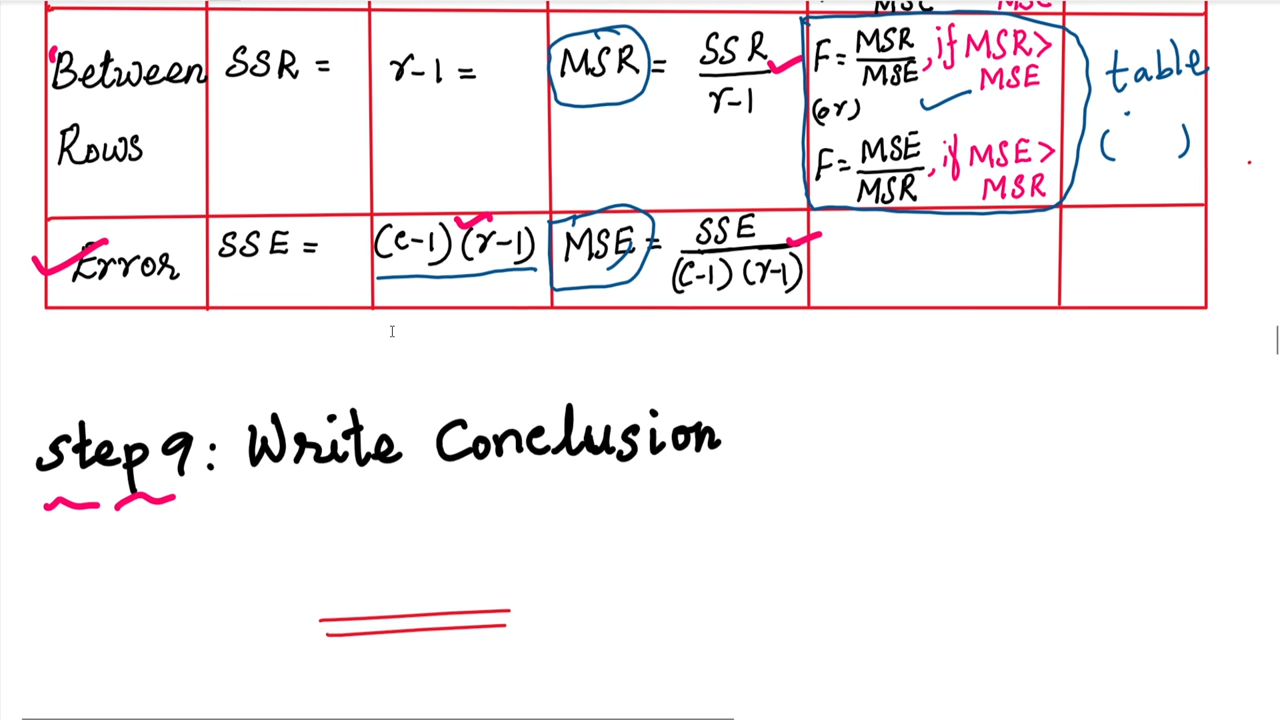 Between Rows
SSR =
r-1 =
MSR = SSR / r-1
F = MSR / MSE, if MSR > MSE
(or)
F = MSE / MSR, if MSE > MSR
table
( )
Error
SSE =
(c-1) (r-1)
MSE = SSE / (c-1) (r-1)
Step 9: Write Conclusion